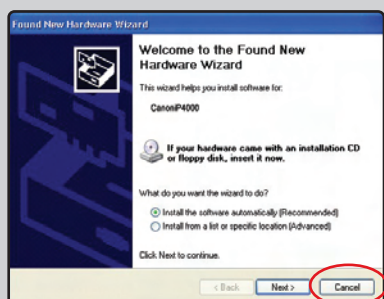 Found New Hardware Wizard
Welcome to the Found New
Hardware Wizard
This wizard helps you install software for:
CanoniP4000
If your hardware came with an installation CD
or floppy disk, insert it now.
What do you want the wizard to do?
Install the software automatically (Recommended)
Install from a list or specific location (Advanced)
Click Next to continue.
< Back Next > Cancel